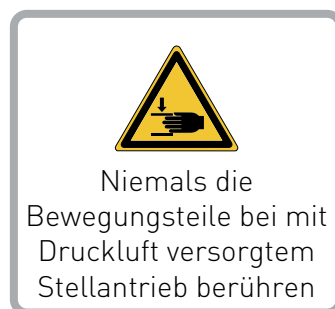 Niemals die
Bewegungsteile bei mit
Druckluft versorgtem
Stellantrieb berühren